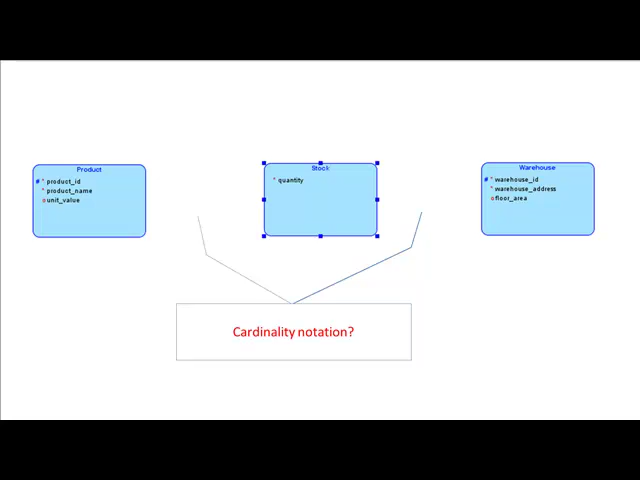 Product
# * product_id
* product_name
o unit_value
Stock
* quantity
Warehouse
# * warehouse_id
* warehouse_address
o floor_area
Cardinality notation?